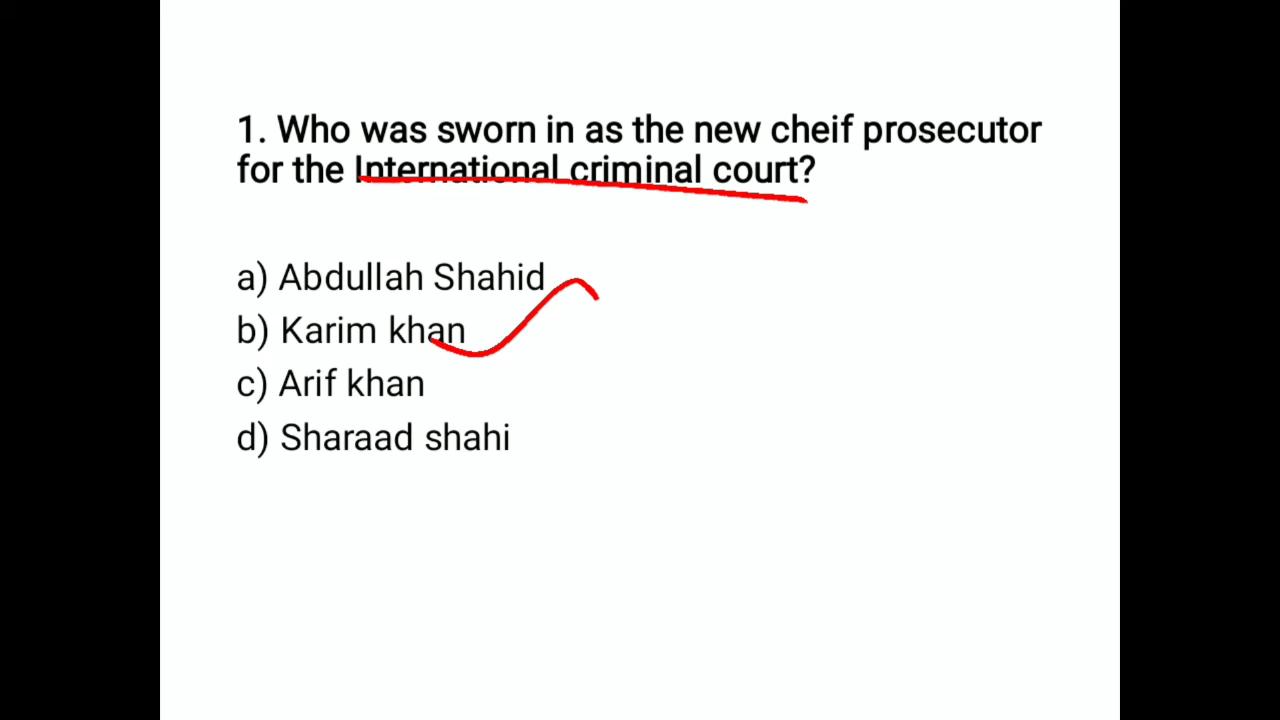 1. Who was sworn in as the new cheif prosecutor
for the International criminal court?
a) Abdullah Shahid
b) Karim khan
c) Arif khan
d) Sharaad shahi